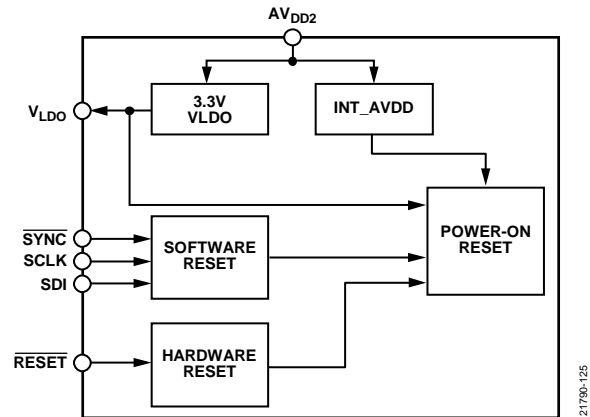 AVDD2
3.3V
VLDO
INT_AVDD
VLDO
POWER-ON
RESET
SYNC
SCLK
SDI
SOFTWARE
RESET
RESET
HARDWARE
RESET
21790-125